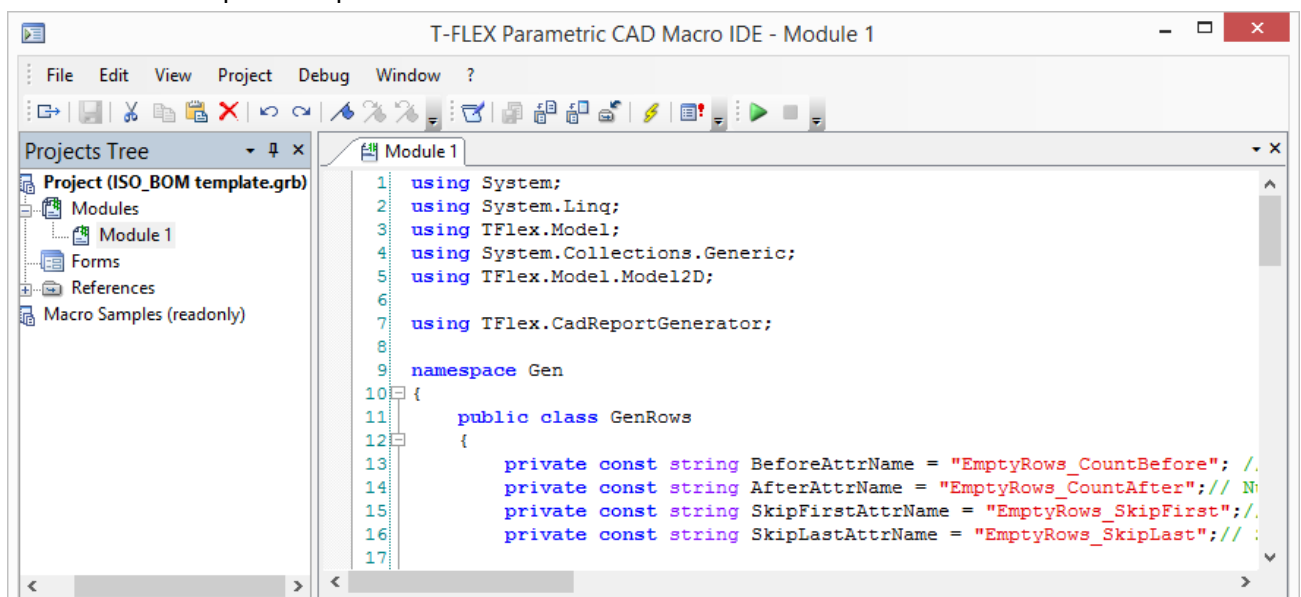 T-FLEX Parametric CAD Macro IDE - Module 1
File Edit View Project Debug Window ?
Projects Tree
Project (ISO_BOM template.grb)
Modules
Module 1
Forms
References
Macro Samples (readonly)
Module 1
1 using System;
2 using System.Linq;
3 using TFlex.Model;
4 using System.Collections.Generic;
5 using TFlex.Model.Model2D;
6
7 using TFlex.CadReportGenerator;
8
9 namespace Gen
10 {
11 public class GenRows
12 {
13 private const string BeforeAttrName = "EmptyRows_CountBefore"; //
14 private const string AfterAttrName = "EmptyRows_CountAfter";//
15 private const string SkipFirstAttrName = "EmptyRows_SkipFirst";//
16 private const string SkipLastAttrName = "EmptyRows_SkipLast";//
17